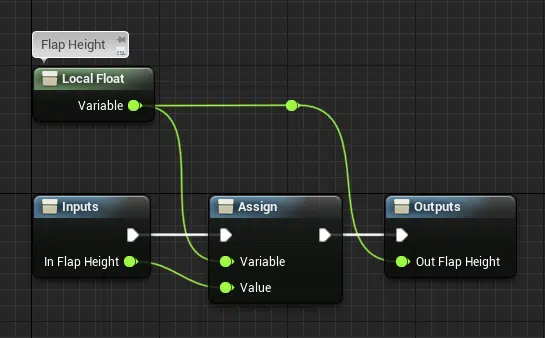 Flap Height
Local Float
Variable
Inputs
Assign
Outputs
In Flap Height
Variable
Out Flap Height
Value